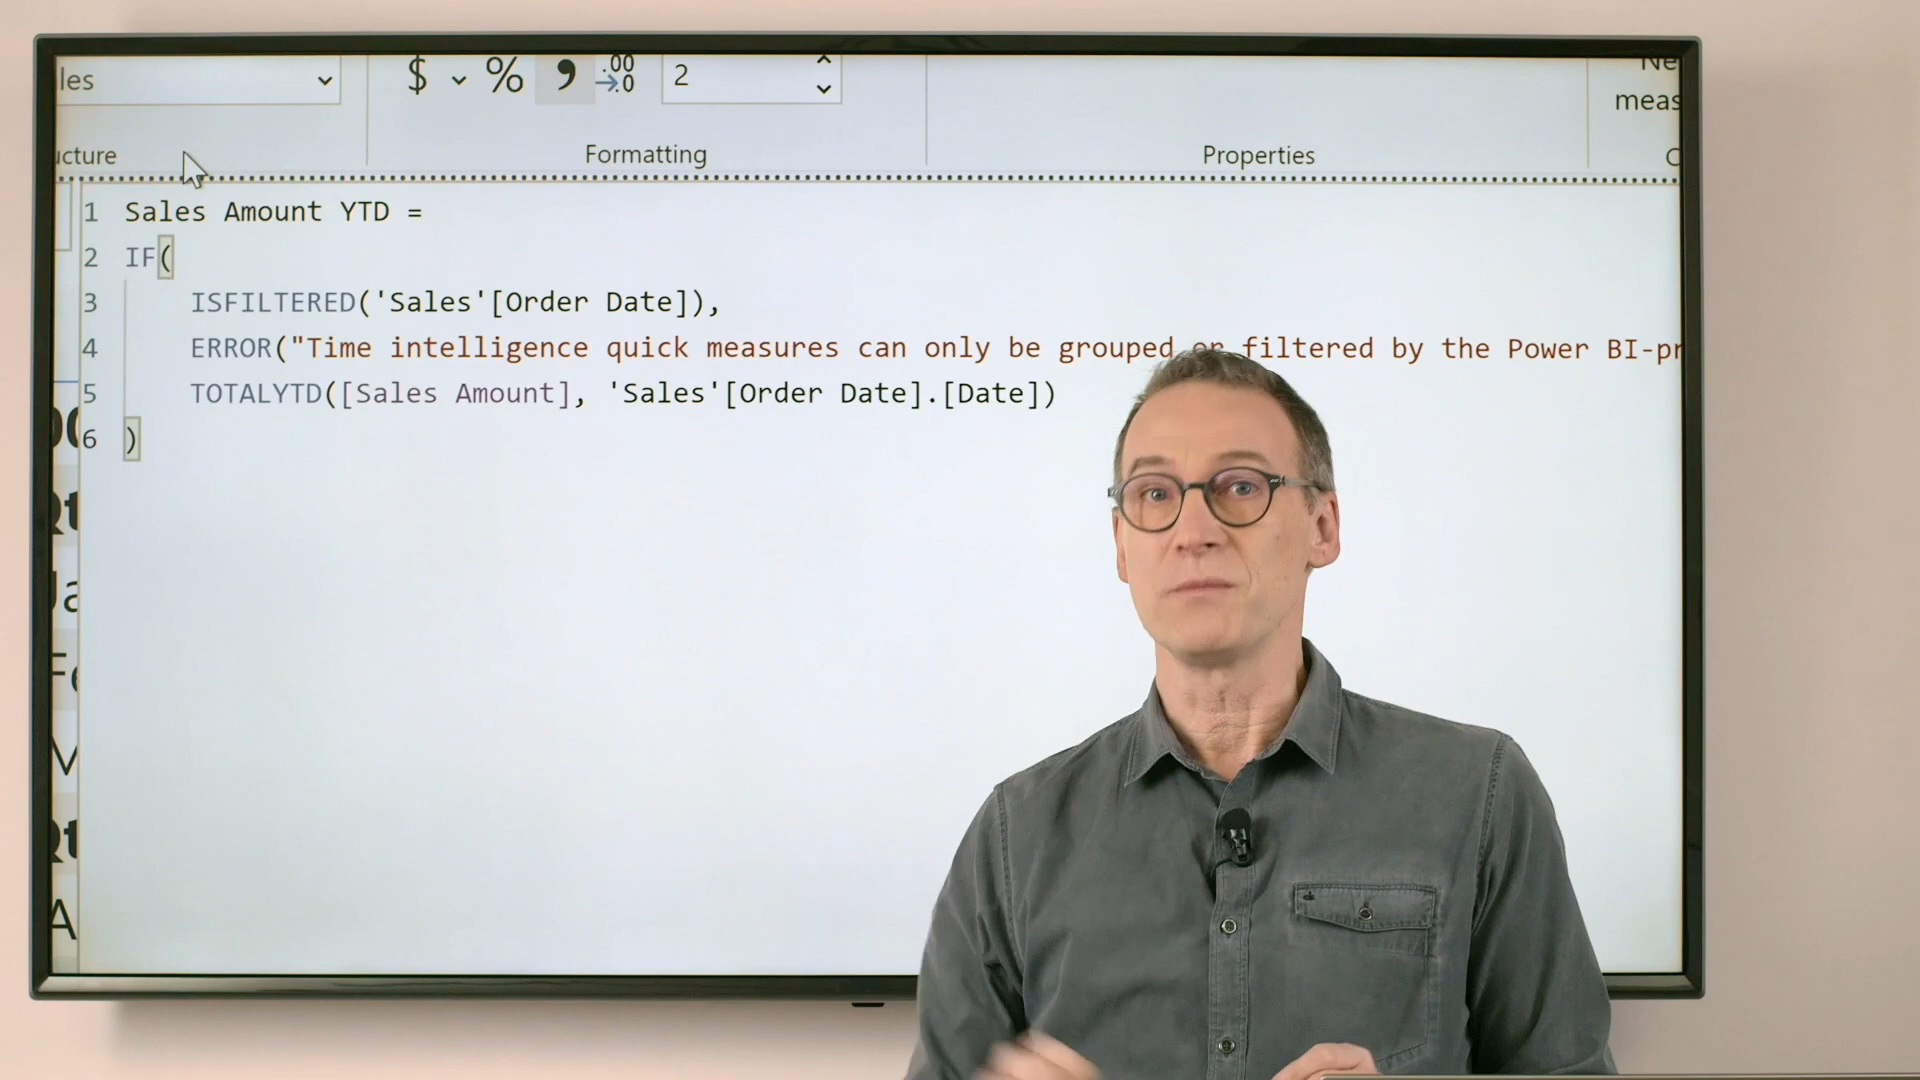 les $ % , .00 .0 2
meas
Formatting Properties
1 Sales Amount YTD =
2 IF(
3 ISFILTERED('Sales'[Order Date]),
4 ERROR("Time intelligence quick measures can only be grouped or filtered by the Power BI-pr
5 TOTALYTD([Sales Amount], 'Sales'[Order Date].[Date])
6 )